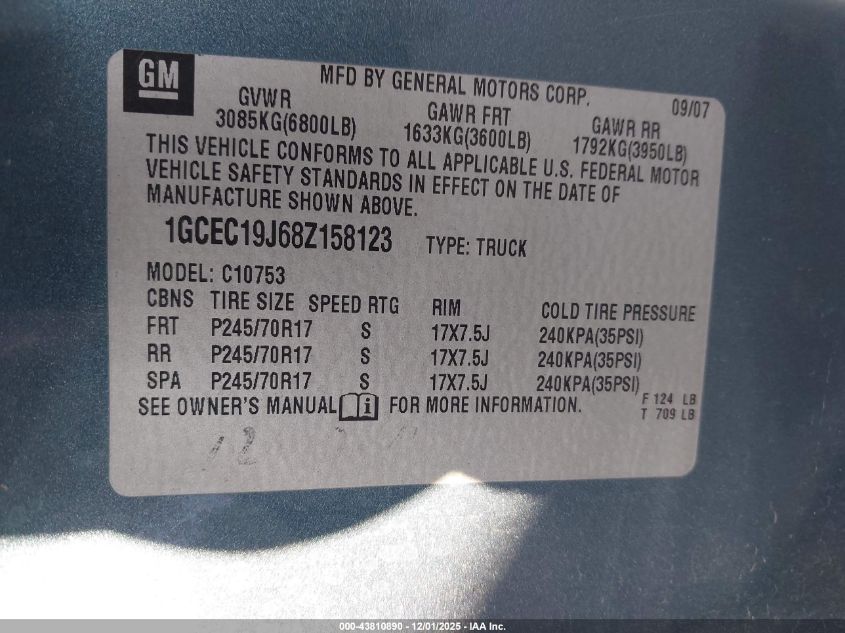 GM
MFD BY GENERAL MOTORS CORP.
09/07
GVWR GAWR FRT GAWR RR
3085KG(6800LB) 1633KG(3600LB) 1792KG(3950LB)
THIS VEHICLE CONFORMS TO ALL APPLICABLE U.S. FEDERAL MOTOR
VEHICLE SAFETY STANDARDS IN EFFECT ON THE DATE OF
MANUFACTURE SHOWN ABOVE.
1GCEC19J68Z158123 TYPE: TRUCK
MODEL: C10753
CBNS TIRE SIZE SPEED RTG RIM COLD TIRE PRESSURE
FRT P245/70R17 S 17X7.5J 240KPA(35PSI)
RR P245/70R17 S 17X7.5J 240KPA(35PSI)
SPA P245/70R17 S 17X7.5J 240KPA(35PSI)
SEE OWNER'S MANUAL i FOR MORE INFORMATION.
F 124 LB
T 709 LB
000-43810890 - 12/01/2025 - IAA Inc.